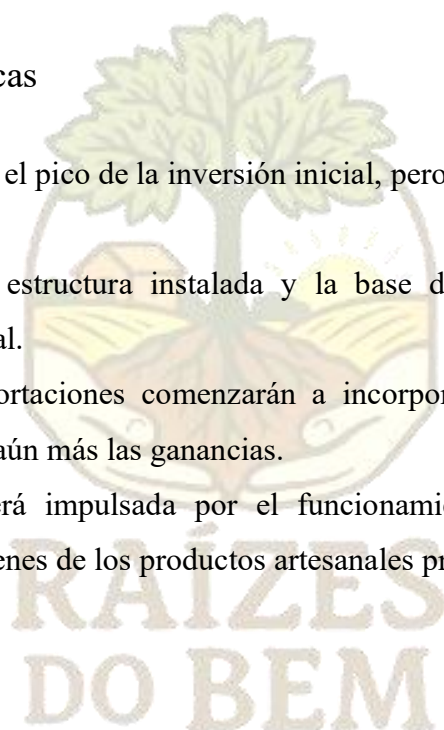 cas
el pico de la inversión inicial, pero
estructura instalada y la base d
al.
ortaciones comenzarán a incorpor
aún más las ganancias.
erá impulsada por el funcionami
enes de los productos artesanales pr
RAÍZES
DO BEM